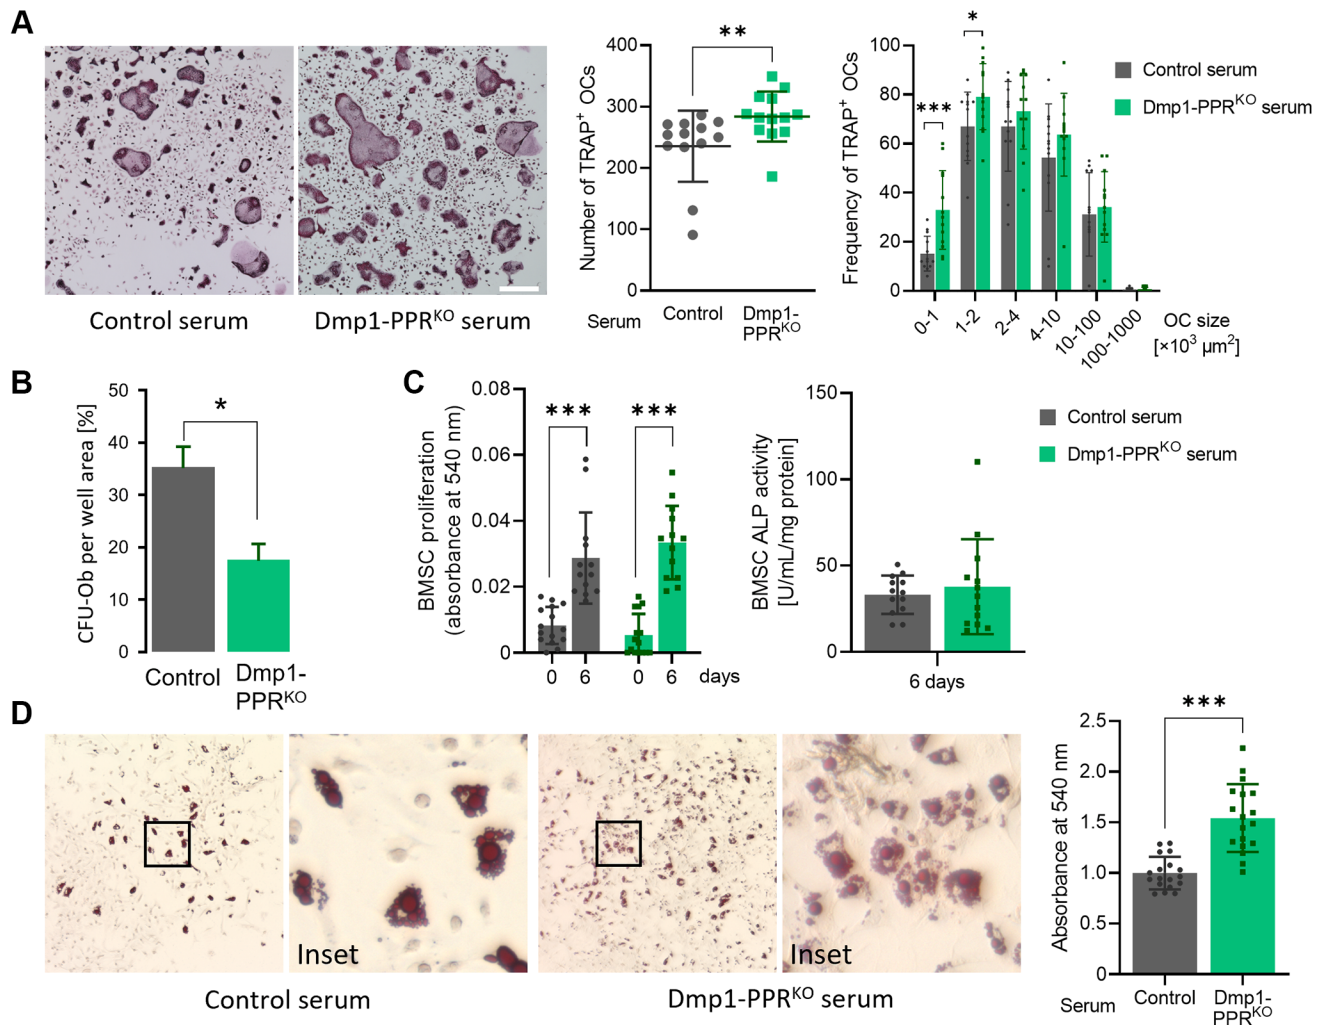 A
Control serum
Dmp1-PPRKO serum
Number of TRAP+ OCs
400
300
200
100
0
**
Serum
Control
Dmp1-
PPRKO
Frequency of TRAP+ OCs
100
80
60
40
20
0
***
*
0-1
1-2
2-4
4-10
10-100
100-1000
OC size
[×10³ µm²]
Control serum
Dmp1-PPRKO serum
B
CFU-Ob per well area [%]
50
40
30
20
10
0
*
Control
Dmp1-
PPRKO
C
BMSC proliferation
(absorbance at 540 nm)
0.08
0.06
0.04
0.02
0
***
***
0
6
0
6
days
BMSC ALP activity
[U/mL/mg protein]
150
100
50
0
6 days
Control serum
Dmp1-PPRKO serum
D
Inset
Inset
Control serum
Dmp1-PPRKO serum
Absorbance at 540 nm
2.5
2.0
1.5
1.0
0.5
0
***
Serum
Control
Dmp1-
PPRKO